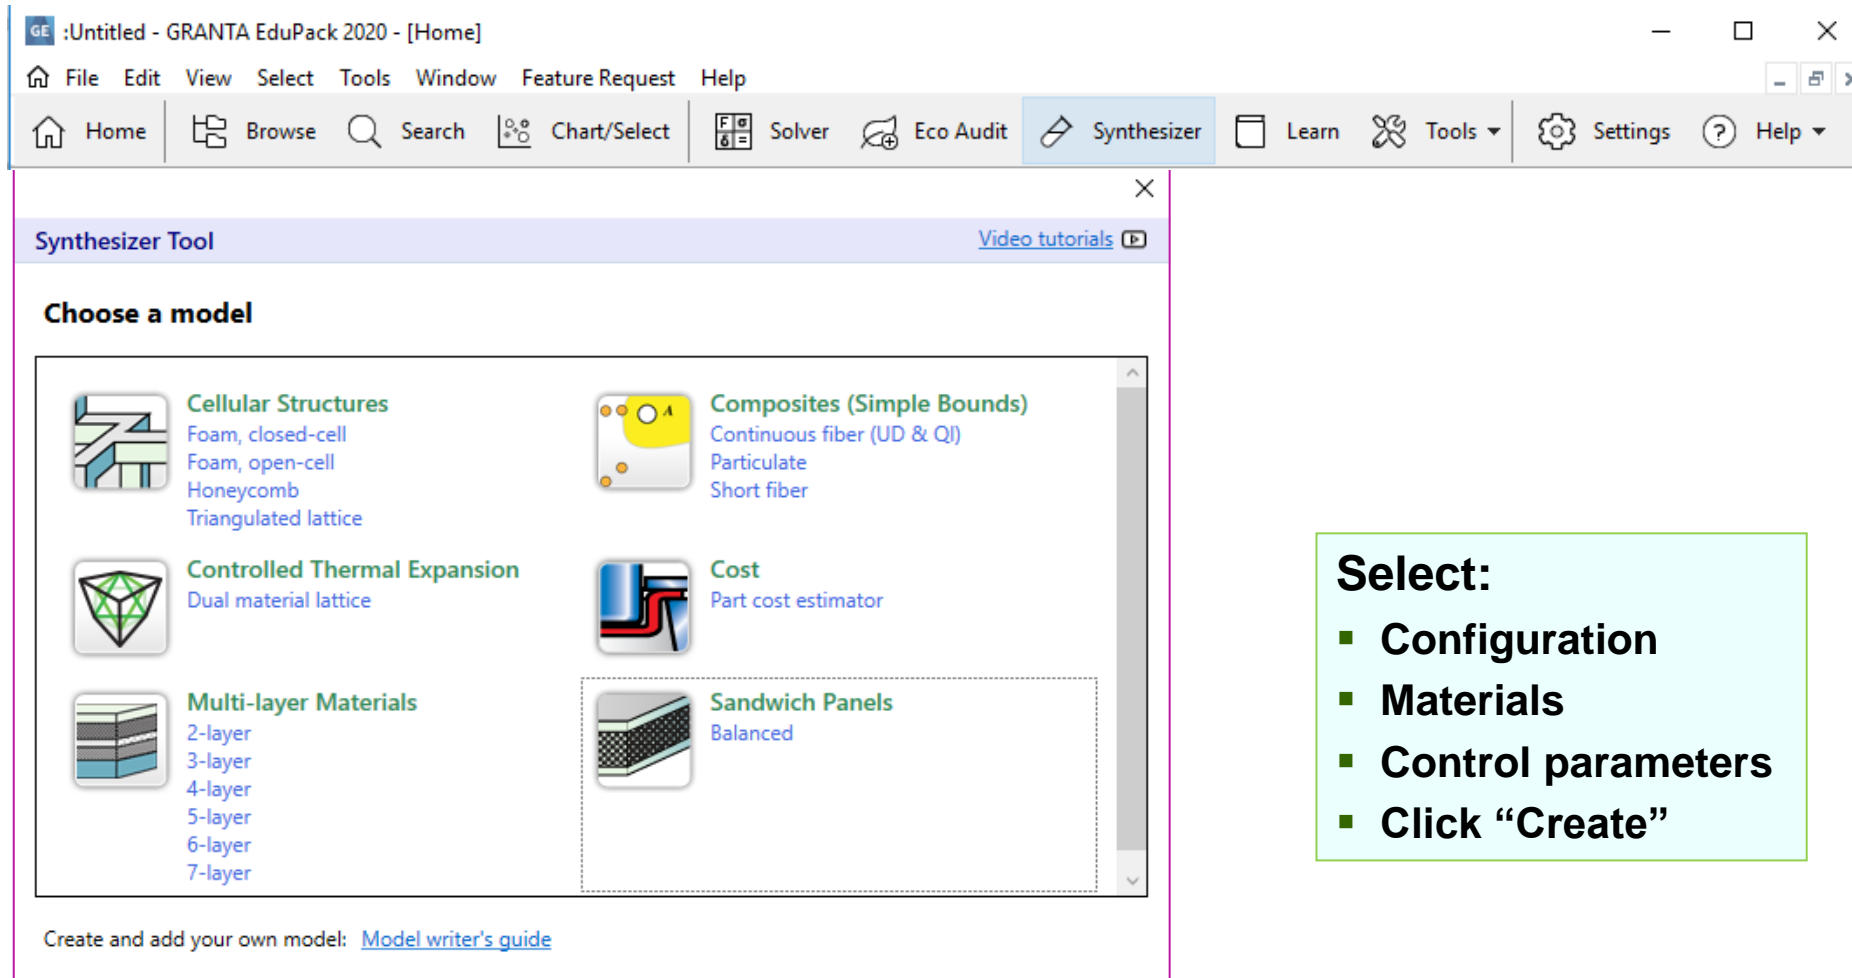 GE :Untitled - GRANTA EduPack 2020 - [Home]
File Edit View Select Tools Window Feature Request Help
Home Browse Search Chart/Select Solver Eco Audit Synthesizer Learn Tools Settings Help
Synthesizer Tool
Video tutorials
Choose a model
Cellular Structures
Foam, closed-cell
Foam, open-cell
Honeycomb
Triangulated lattice
A
Composites (Simple Bounds)
Continuous fiber (UD & QI)
Particulate
Short fiber
Controlled Thermal Expansion
Dual material lattice
Cost
Part cost estimator
Multi-layer Materials
2-layer
3-layer
4-layer
5-layer
6-layer
7-layer
Sandwich Panels
Balanced
Create and add your own model: Model writer's guide
Select:
▪ Configuration
▪ Materials
▪ Control parameters
▪ Click “Create”